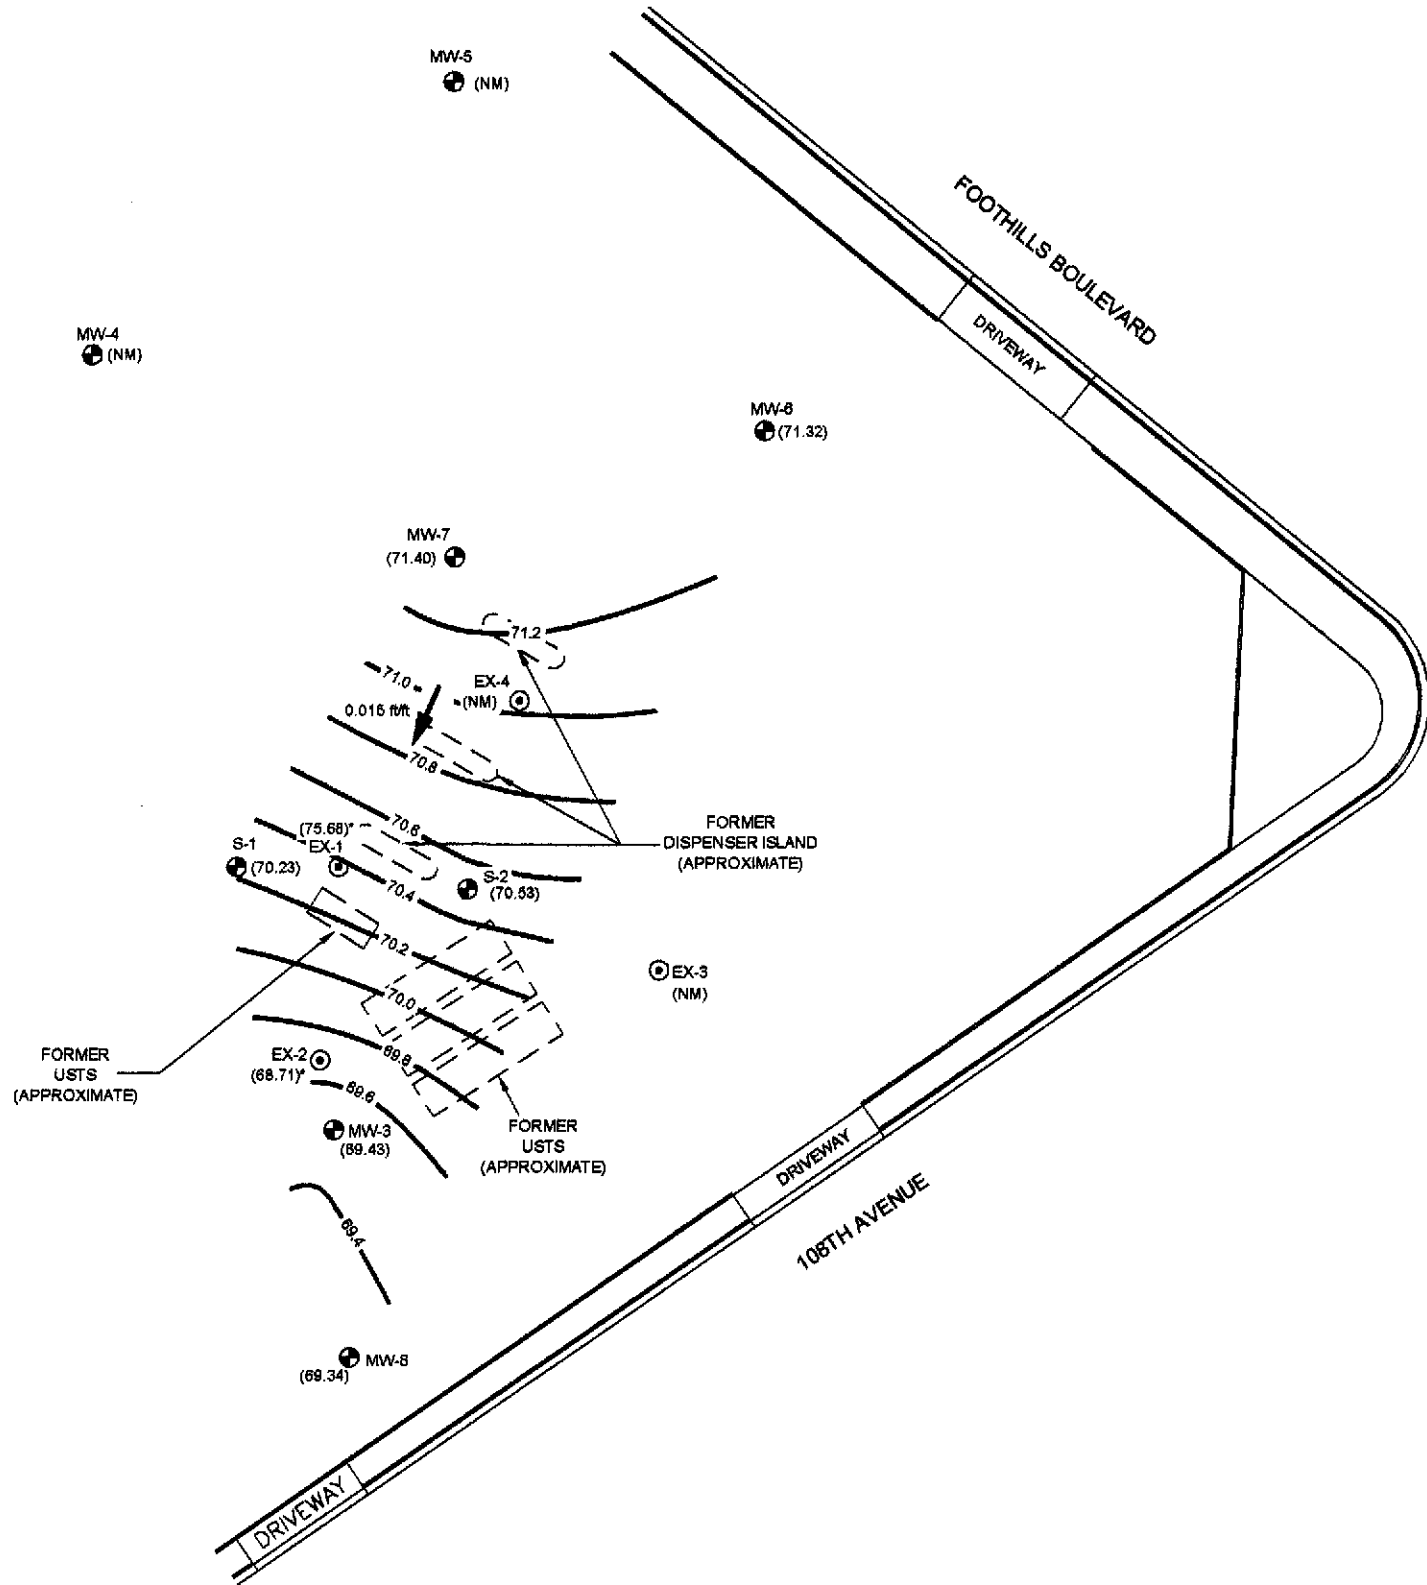 MW-5
(NM)
FOOTHILLS BOULEVARD
DRIVEWAY
MW-4
(NM)
MW-6
(71.32)
MW-7
(71.40)
71.2
71.0
EX-4
(NM)
0.016 ft/ft
70.8
70.6
(75.68)*
S-1
(70.23)
EX-1
FORMER
DISPENSER ISLAND
(APPROXIMATE)
S-2
(70.53)
70.4
70.2
EX-3
(NM)
70.0
FORMER
USTS
(APPROXIMATE)
EX-2
(68.71)*
69.8
69.6
MW-3
(69.43)
FORMER
USTS
(APPROXIMATE)
DRIVEWAY
108TH AVENUE
69.4
MW-8
(69.34)
DRIVEWAY